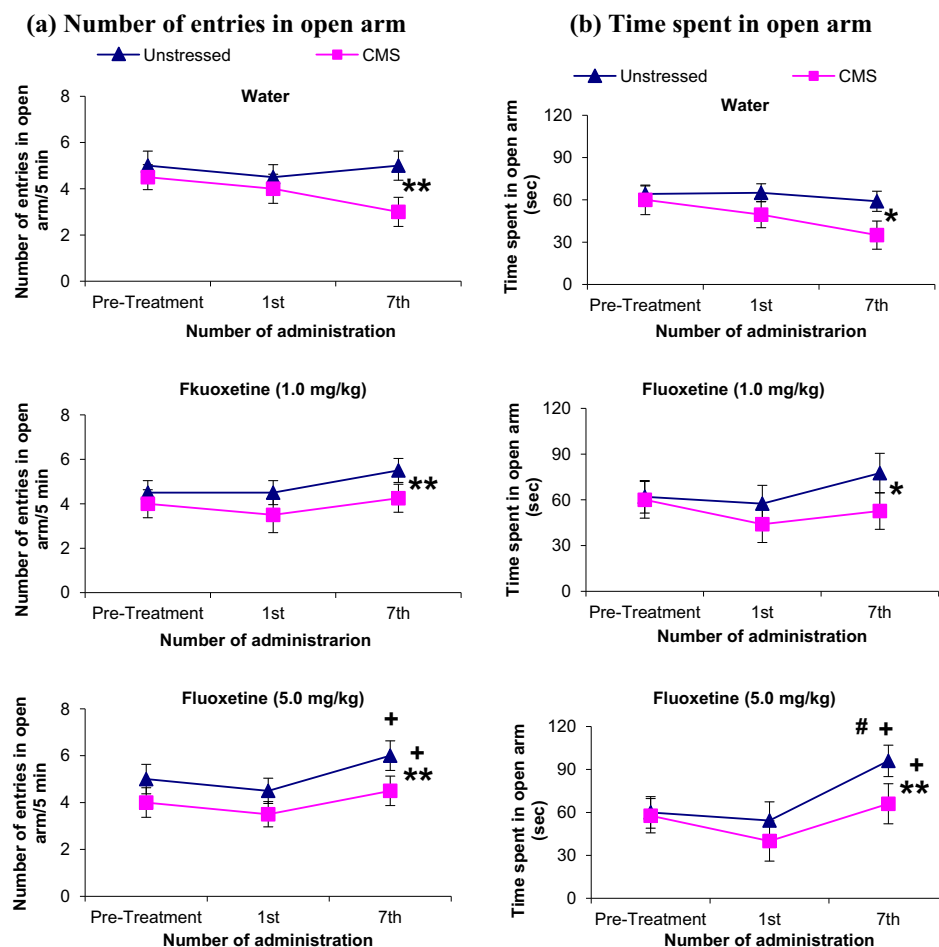 (a) Number of entries in open arm
Unstressed CMS
Water
Number of entries in open
arm/5 min
8
6
4
2
0
**
Pre-Treatment 1st 7th
Number of administration
(b) Time spent in open arm
Unstressed CMS
Water
Time spent in open arm
(sec)
120
90
60
30
0
*
Pre-Treatment 1st 7th
Number of administrarion
Fkuoxetine (1.0 mg/kg)
Number of entries in open
arm/5 min
8
6
4
2
0
**
Pre-Treatment 1st 7th
Number of administrarion
Fluoxetine (1.0 mg/kg)
Time spent in open arm
(sec)
120
90
60
30
0
*
Pre-Treatment 1st 7th
Number of administration
Fluoxetine (5.0 mg/kg)
Number of entries in open
arm/5 min
8
6
4
2
0
+
+
**
Pre-Treatment 1st 7th
Number of administration
Fluoxetine (5.0 mg/kg)
Time spent in open arm
(sec)
120
90
60
30
0
# +
+
**
Pre-Treatment 1st 7th
Number of administration